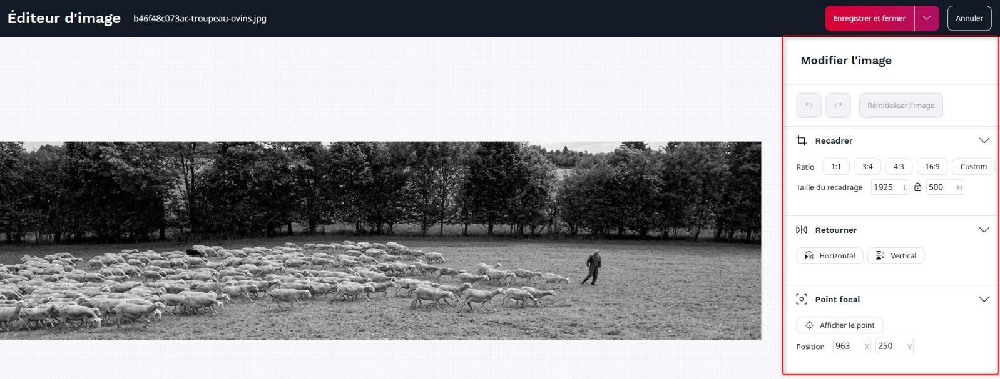 Éditeur d'image b46f48c073ac-troupeau-ovins.jpg Enregistrer et fermer Annuler
Modifier l'image
Réinitialiser l'image
Recadrer
Ratio 1:1 3:4 4:3 16:9 Custom
Taille du recadrage 1925 L 500 H
Retourner
Horizontal Vertical
Point focal
Afficher le point
Position 963 X 250 Y